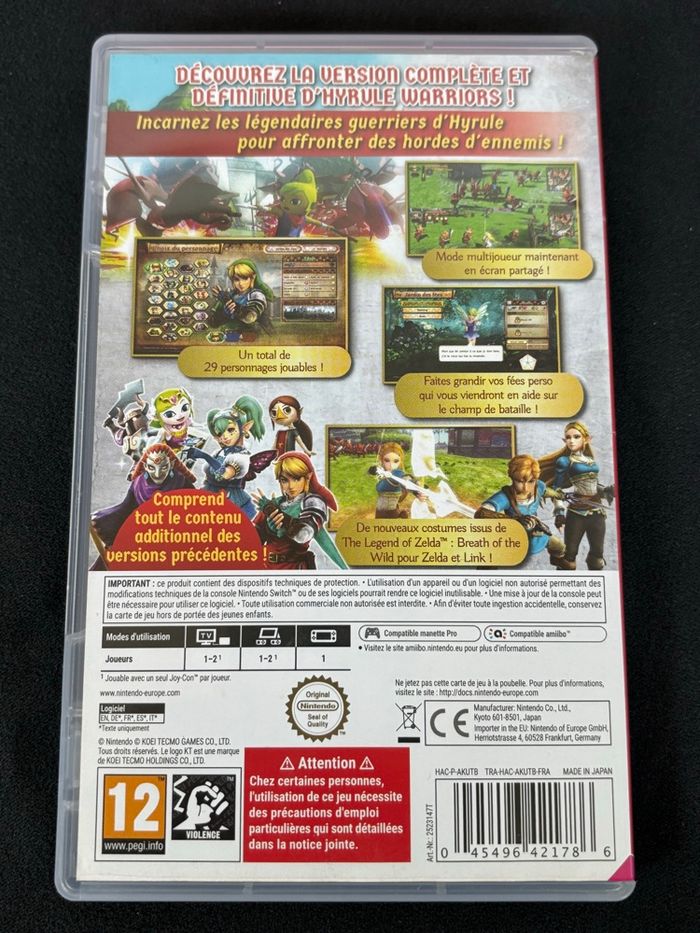 DÉCOUVREZ LA VERSION COMPLÈTE ET
DÉFINITIVE D'HYRULE WARRIORS !
Incarnez les légendaires guerriers d'Hyrule
pour affronter des hordes d'ennemis !
Mode multijoueur maintenant
en écran partagé !
Choix du personnage
Un total de
29 personnages jouables !
Faites grandir vos fées perso
qui vous viendront en aide sur
le champ de bataille !
Comprend
tout le contenu
additionnel des
versions précédentes !
De nouveaux costumes issus de
The Legend of Zelda™ : Breath of the
Wild pour Zelda et Link !
IMPORTANT : ce produit contient des dispositifs techniques de protection. • L'utilisation d'un appareil ou d'un logiciel non autorisé permettant des
modifications techniques de la console Nintendo Switch™ ou de ses logiciels pourrait rendre ce logiciel inutilisable. • Une mise à jour de la console peut
être nécessaire pour utiliser ce logiciel. • Toute utilisation commerciale non autorisée est interdite. • Afin d'éviter toute ingestion accidentelle, conservez
la carte de jeu hors de portée des jeunes enfants.
Modes d'utilisation
TV
Joueurs
1-2¹
1-2¹
1
Compatible manette Pro
Compatible amiibo™
• Visitez le site amiibo.nintendo.eu pour plus d'informations.
¹ Jouable avec un seul Joy-Con™ par joueur.
www.nintendo-europe.com
Logiciel
EN, DE*, FR*, ES*, IT*
*Texte uniquement
© Nintendo © KOEI TECMO GAMES CO., LTD.
Tous droits réservés. Le logo KT est une marque
de KOEI TECMO HOLDINGS CO., LTD.
Original
Nintendo
Seal of
Quality
Ne jetez pas cette carte de jeu à la poubelle. Pour plus d'informations,
visitez le site : http://docs.nintendo-europe.com
CE
Manufacturer: Nintendo Co., Ltd.,
Kyoto 601-8501, Japan
Importer in the EU: Nintendo of Europe GmbH,
Herriotstrasse 4, 60528 Frankfurt, Germany
12
www.pegi.info
VIOLENCE
Attention
Chez certaines personnes,
l'utilisation de ce jeu nécessite
des précautions d'emploi
particulières qui sont détaillées
dans la notice jointe.
HAC-P-AKUTB TRA-HAC-AKUTB-FRA MADE IN JAPAN
Art.-Nr.: 2523147T
0 45496 42178 6